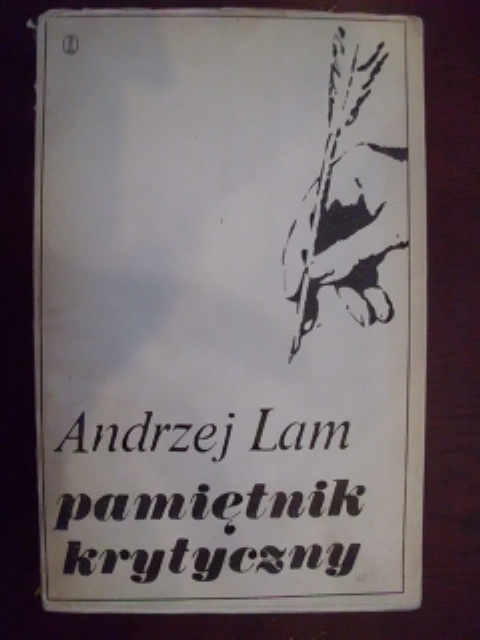 Andrzej Lam
pamiętnik
krytyczny